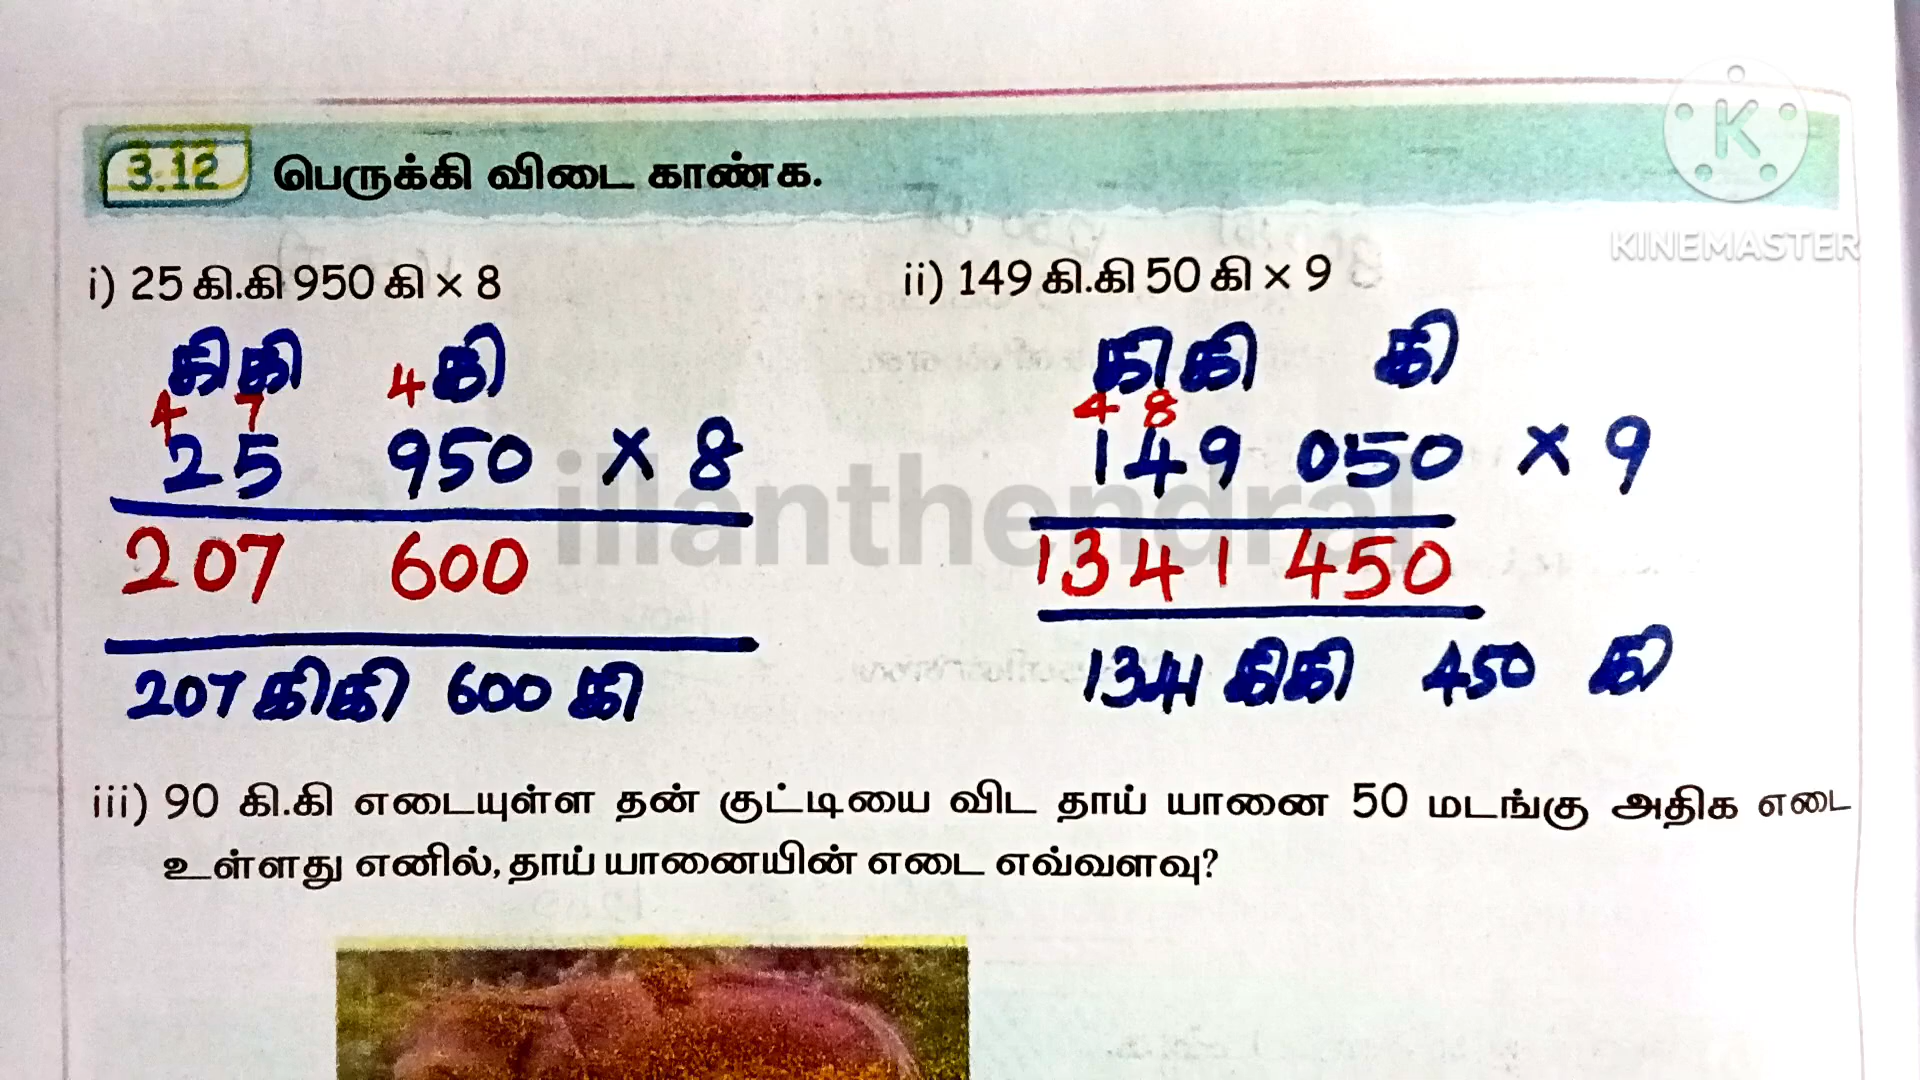 3.12 பெருக்கி விடை காண்க.
K
KINEMASTER
i) 25 கி.கி 950 கி × 8
கிகி கி
4 7 4
25 950 × 8
207 600
207 கிகி 600 கி
ii) 149 கி.கி 50 கி × 9
கிகி கி
4 8
149 050 × 9
1341 450
1341 கிகி 450 கி
illanthendral
iii) 90 கி.கி எடையுள்ள தன் குட்டியை விட தாய் யானை 50 மடங்கு அதிக எடை
உள்ளது எனில், தாய் யானையின் எடை எவ்வளவு?